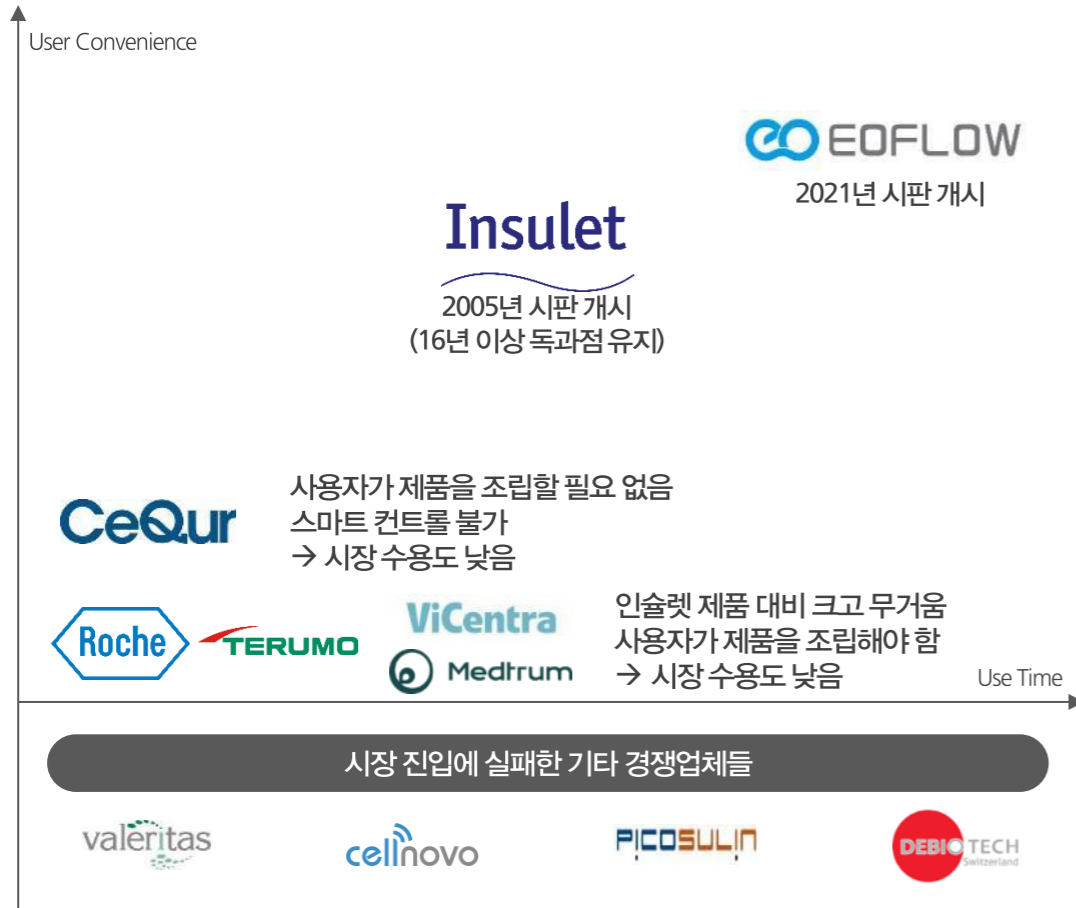 User Convenience
EOFLOW
2021년 시판 개시
Insulet
2005년 시판 개시
(16년 이상 독과점 유지)
CeQur
사용자가 제품을 조립할 필요 없음
스마트 컨트롤 불가
→ 시장 수용도 낮음
Roche
TERUMO
ViCentra
Medtrum
인슐렛 제품 대비 크고 무거움
사용자가 제품을 조립해야 함
→ 시장 수용도 낮음
Use Time
시장 진입에 실패한 기타 경쟁업체들
valeritas
cellnovo
PICOSULIN
DEBIOTECH
Switzerland